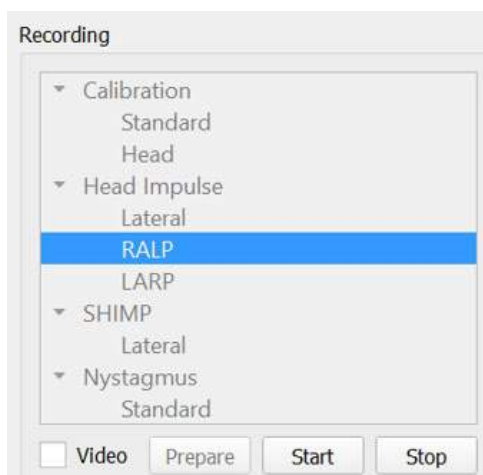 Recording
Calibration
Standard
Head
Head Impulse
Lateral
RALP
LARP
SHIMP
Lateral
Nystagmus
Standard
Video Prepare Start Stop